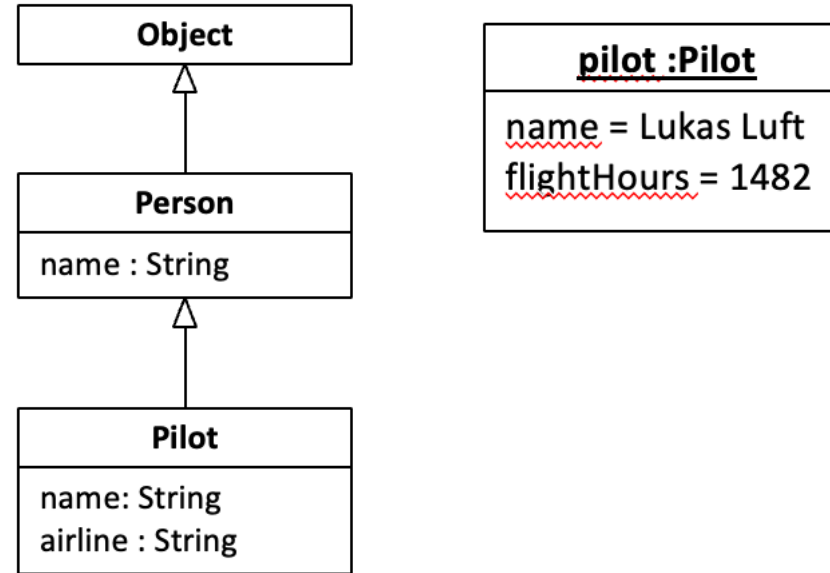 Object
Person
name : String
Pilot
name: String
airline : String
pilot :Pilot
name = Lukas Luft
flightHours = 1482